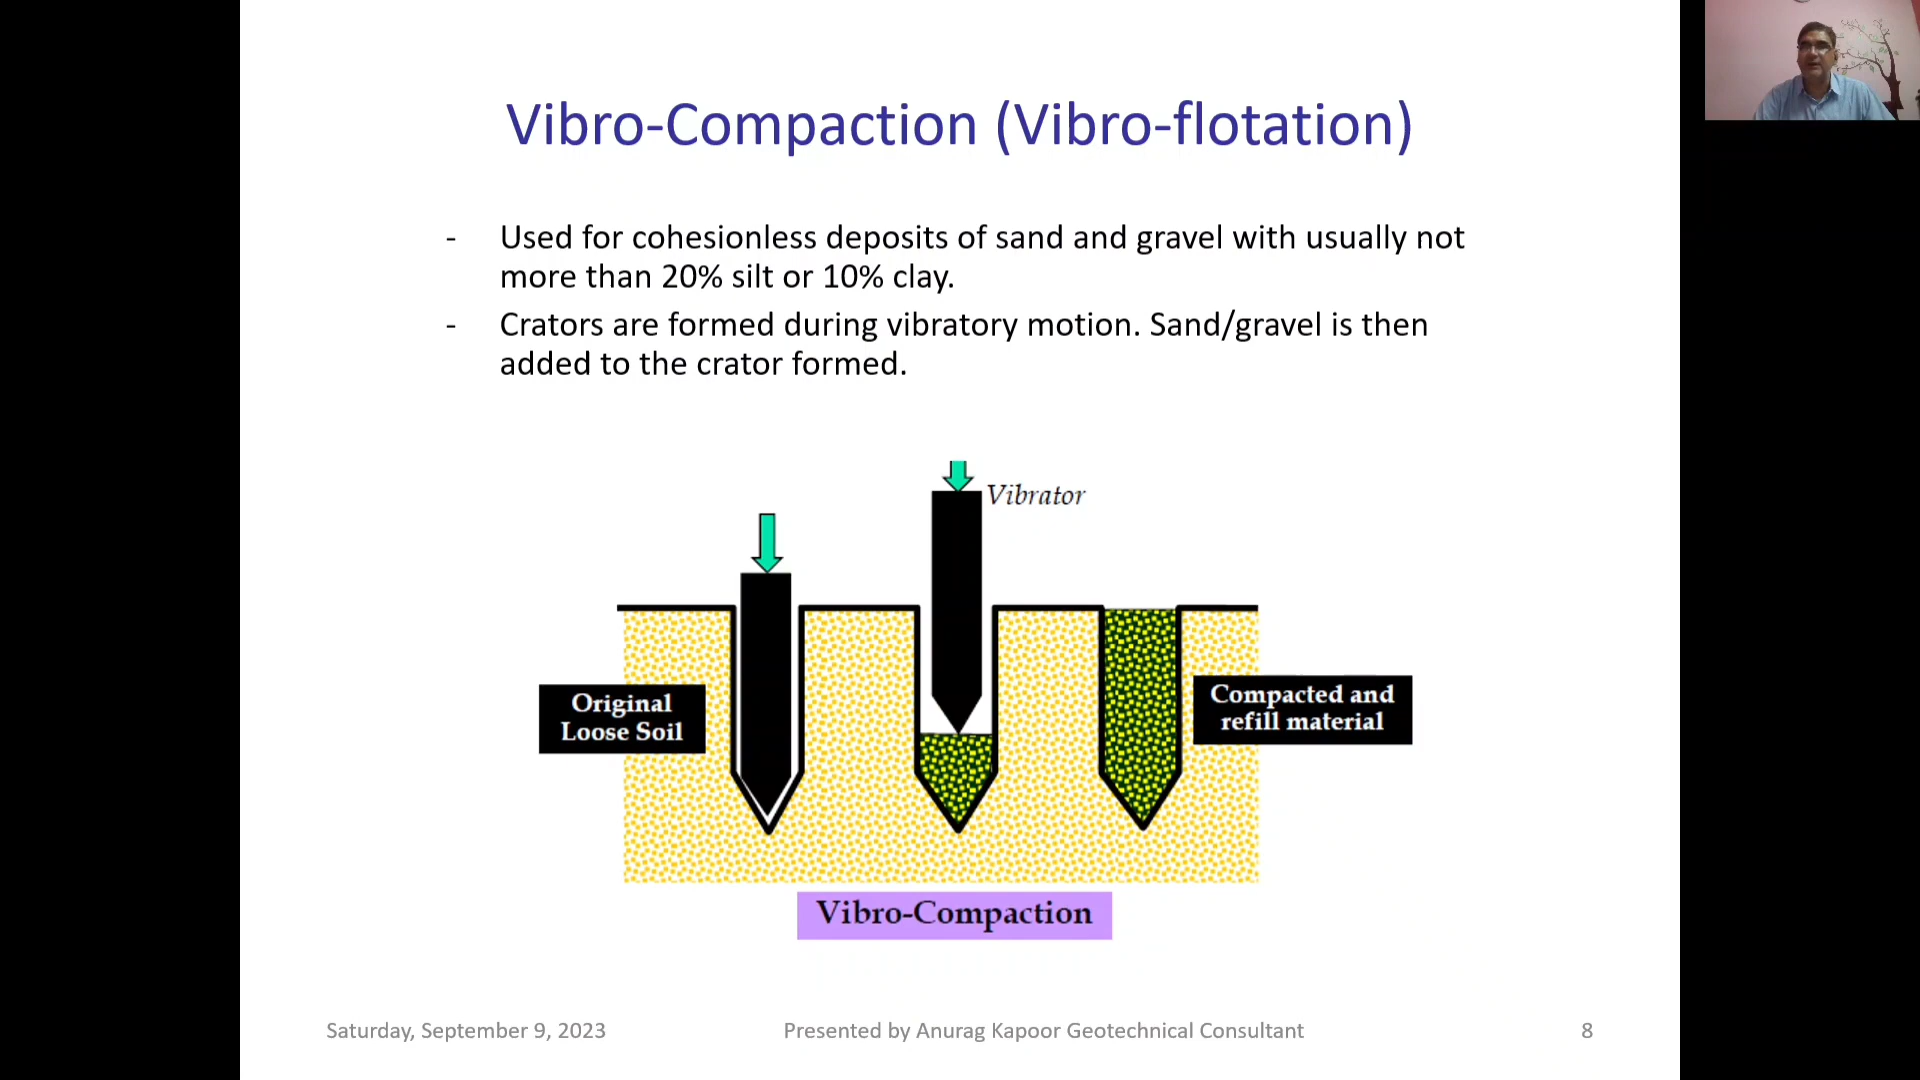 Vibro-Compaction (Vibro-flotation)
- Used for cohesionless deposits of sand and gravel with usually not
more than 20% silt or 10% clay.
- Crators are formed during vibratory motion. Sand/gravel is then
added to the crator formed.
Vibrator
Original
Loose Soil
Compacted and
refill material
Vibro-Compaction
Saturday, September 9, 2023
Presented by Anurag Kapoor Geotechnical Consultant
8